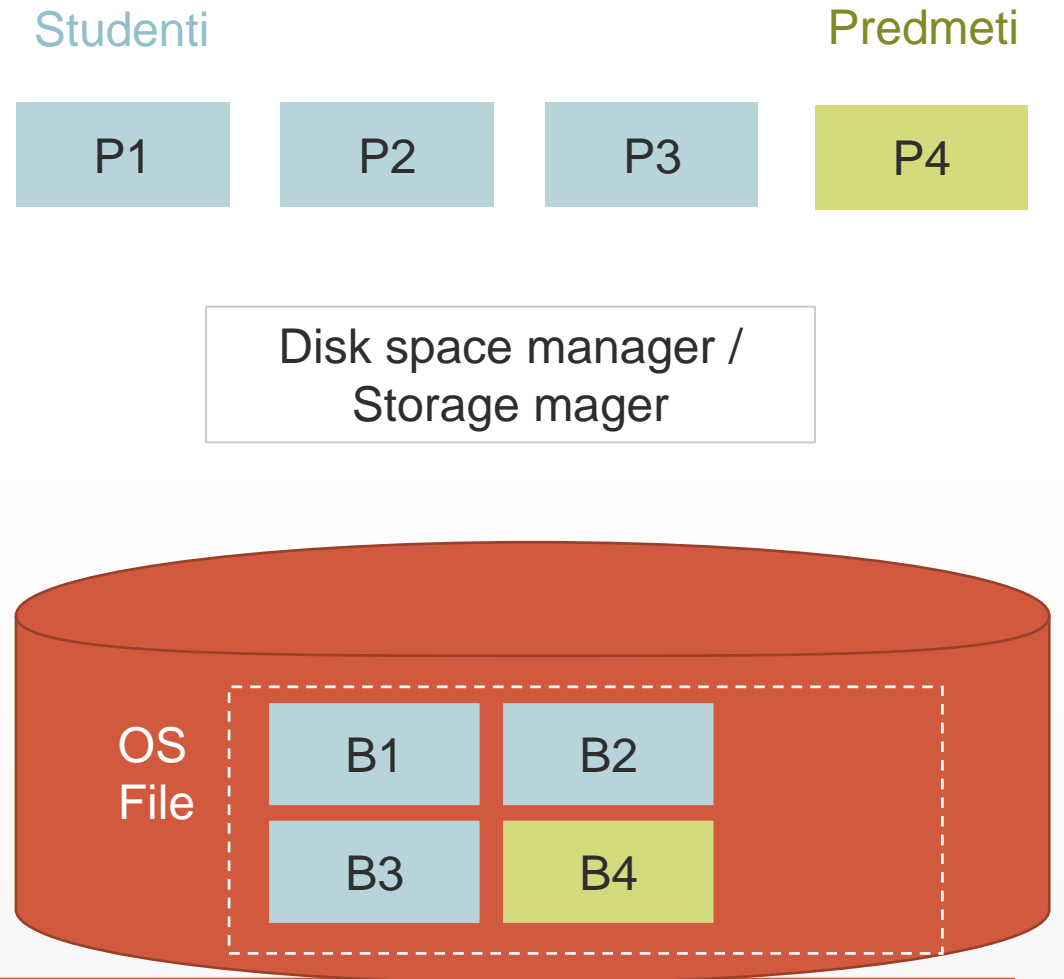 Studenti
Predmeti
P1
P2
P3
P4
Disk space manager /
Storage mager
OS
File
B1
B2
B3
B4